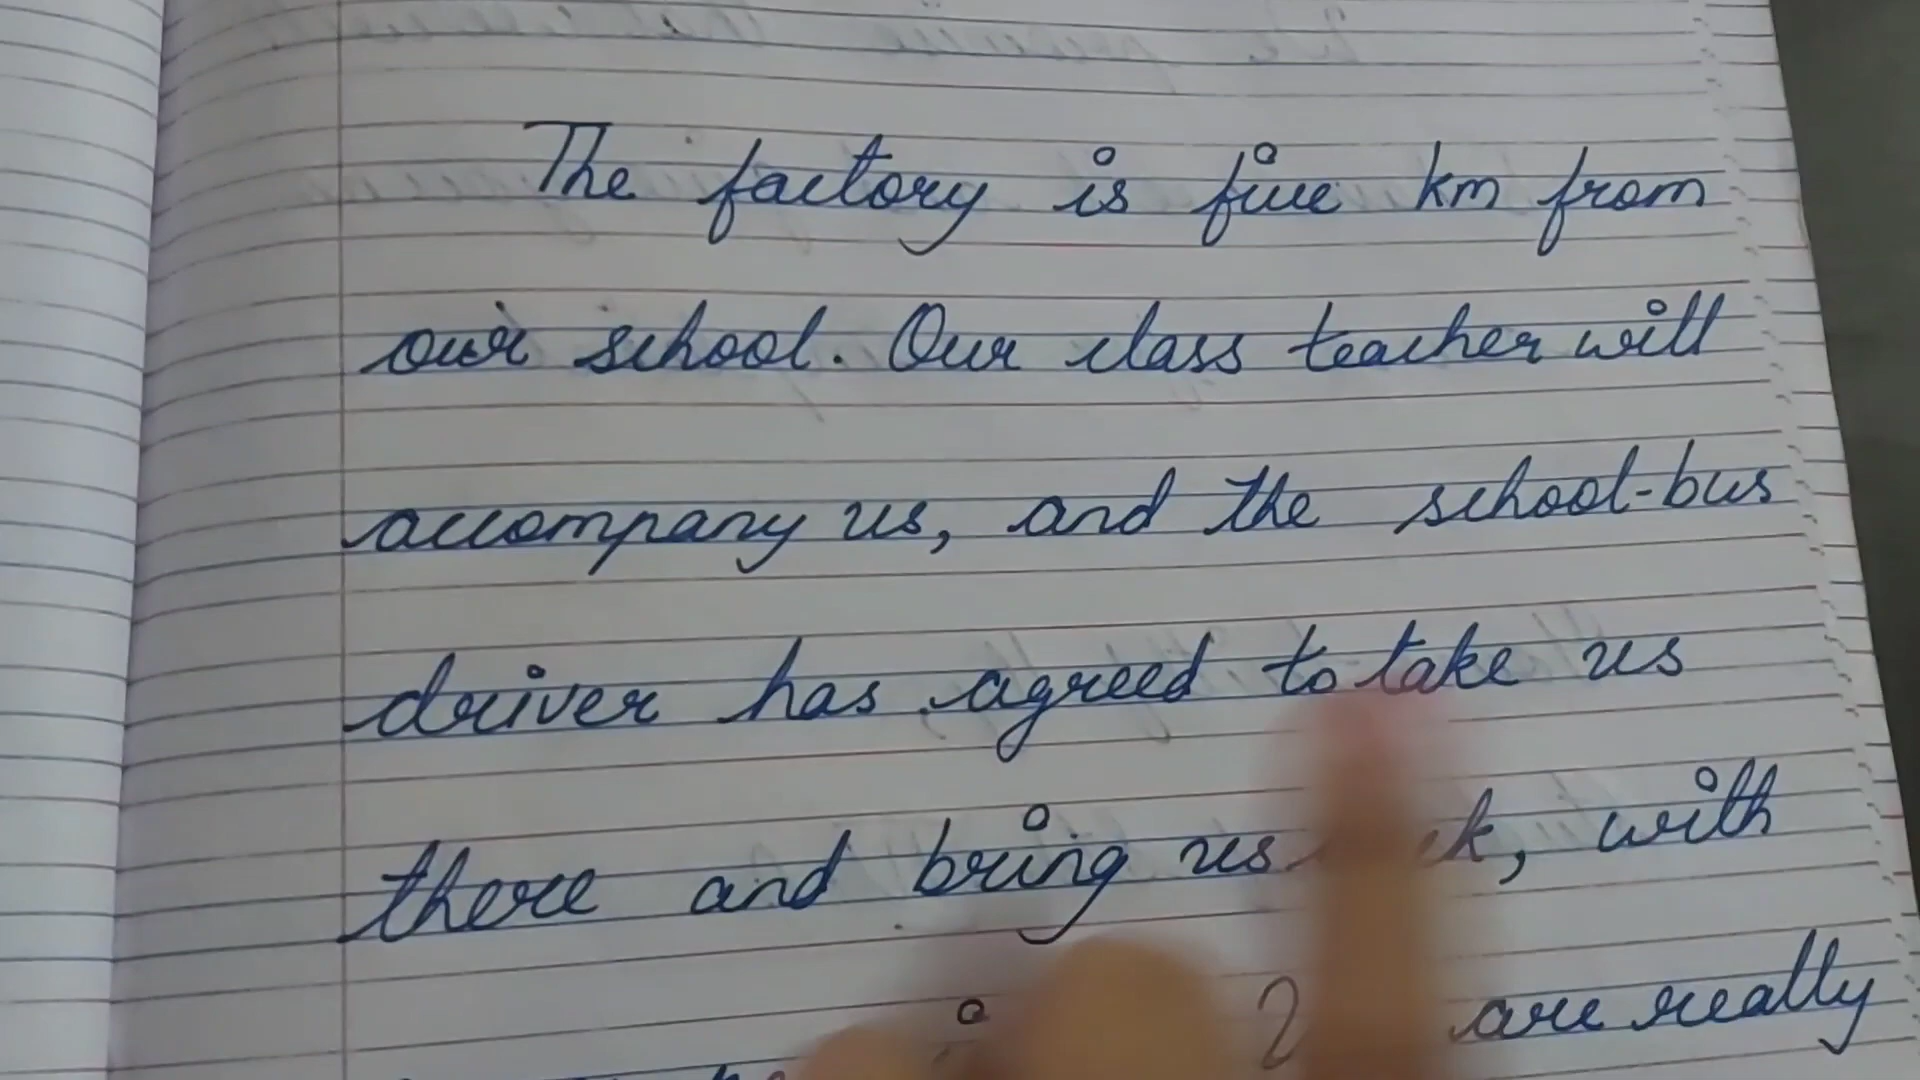 The factory is five km from
our school. Our class teacher will
accompany us, and the school-bus
driver has agreed to take us
there and bring us , with
are really